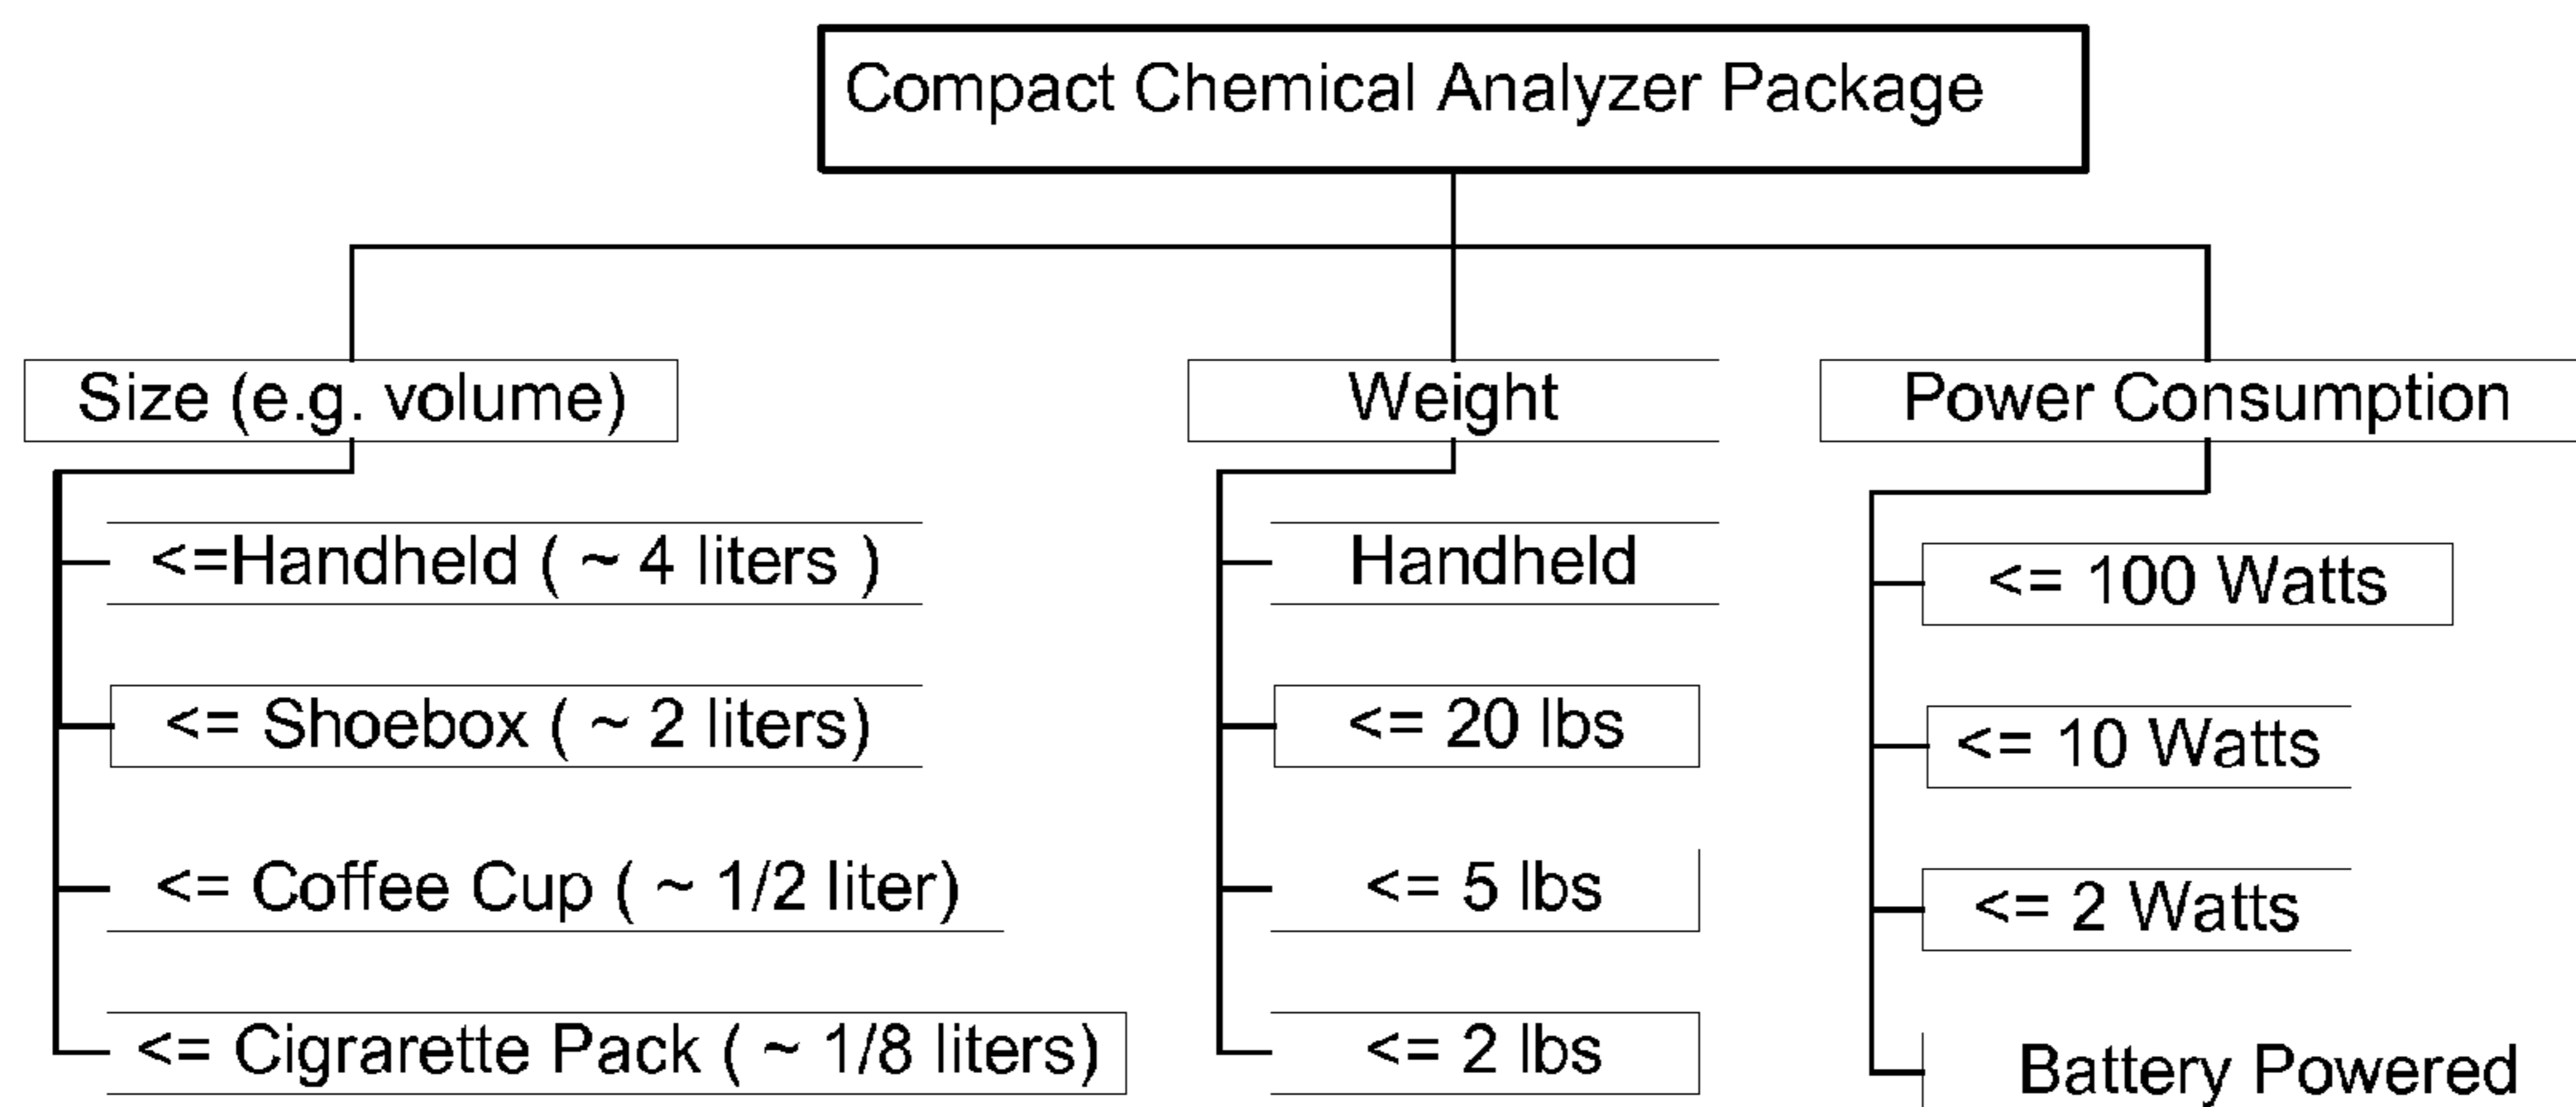 Compact Chemical Analyzer Package
Size (e.g. volume)
<=Handheld ( ~ 4 liters )
<= Shoebox ( ~ 2 liters)
<= Coffee Cup ( ~ 1/2 liter)
<= Cigrarette Pack ( ~ 1/8 liters)
Weight
Handheld
<= 20 lbs
<= 5 lbs
<= 2 lbs
Power Consumption
<= 100 Watts
<= 10 Watts
<= 2 Watts
Battery Powered